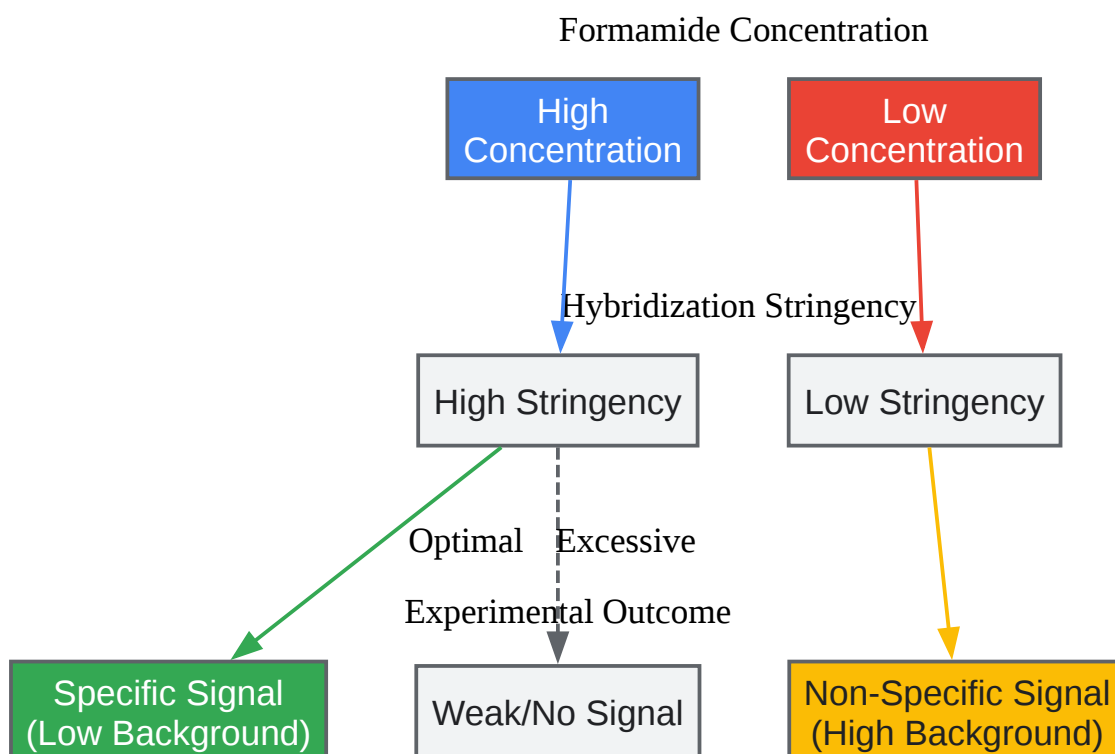 Formamide Concentration
High
Concentration
Low
Concentration
Hybridization Stringency
High Stringency
Low Stringency
Optimal
Excessive
Experimental Outcome
Specific Signal
(Low Background)
Weak/No Signal
Non-Specific Signal
(High Background)